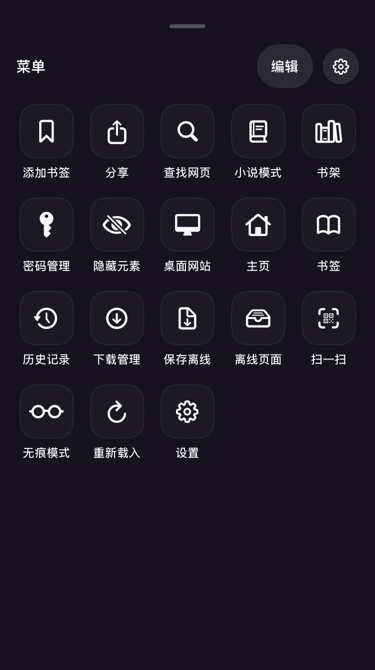 菜单
编辑
添加书签
分享
查找网页
小说模式
书架
密码管理
隐藏元素
桌面网站
主页
书签
历史记录
下载管理
保存离线
离线页面
扫一扫
无痕模式
重新载入
设置